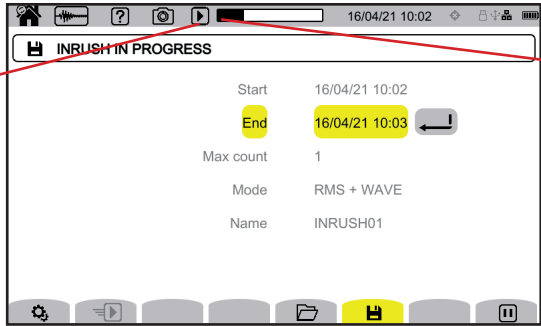 ? 16/04/21 10:02
INRUSH IN PROGRESS
Start 16/04/21 10:02
End 16/04/21 10:03
Max count 1
Mode RMS + WAVE
Name INRUSH01